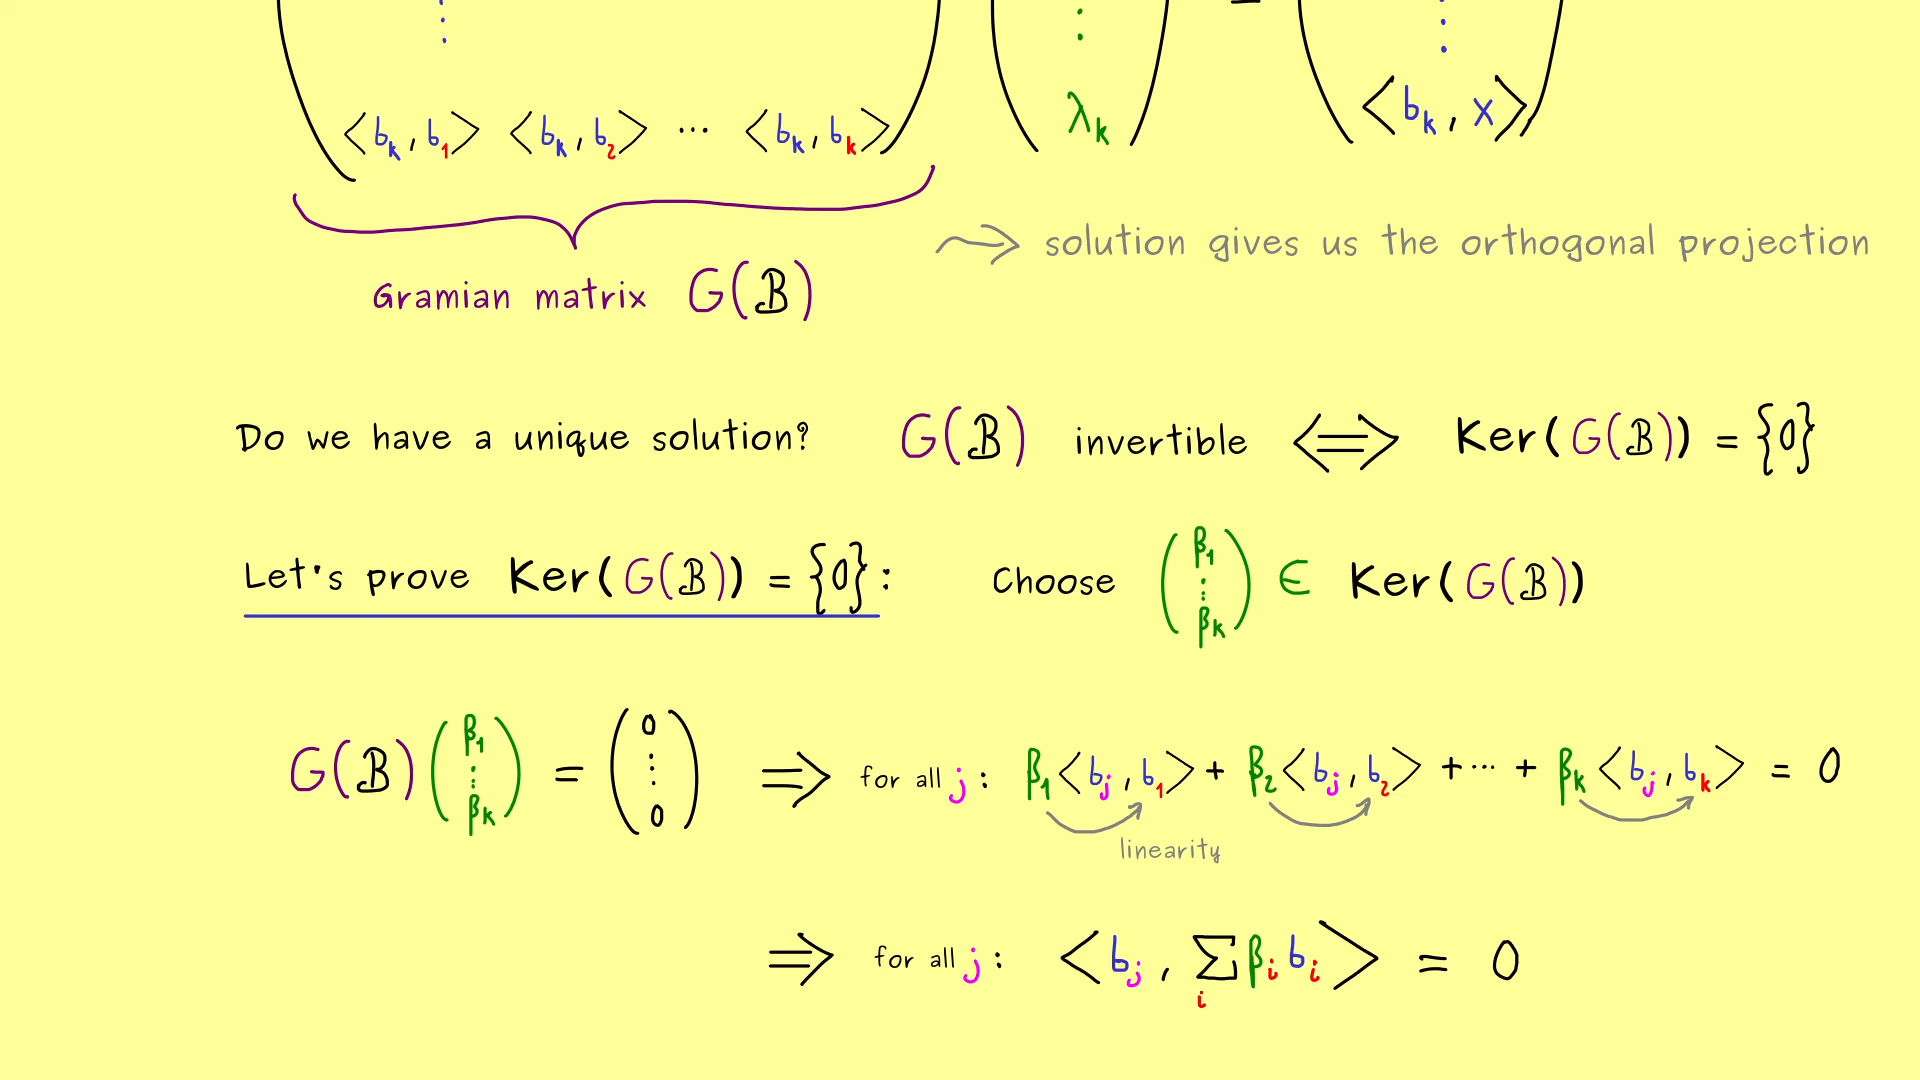 ⋮ ⋮ = ⋮
⟨b_k, b_1⟩ ⟨b_k, b_2⟩ ⋯ ⟨b_k, b_k⟩ λ_k ⟨b_k, x⟩
⇝ solution gives us the orthogonal projection
Gramian matrix G(ℬ)
Do we have a unique solution? G(ℬ) invertible ⟺ Ker(G(ℬ)) = {0}
Let's prove Ker(G(ℬ)) = {0}: Choose (β_1 ⋮ β_k) ∈ Ker(G(ℬ))
G(ℬ) (β_1 ⋮ β_k) = (0 ⋮ 0) ⟹ for all j: β_1⟨b_j, b_1⟩ + β_2⟨b_j, b_2⟩ + ⋯ + β_k⟨b_j, b_k⟩ = 0
linearity
⟹ for all j: ⟨b_j, ∑_i β_i b_i⟩ = 0